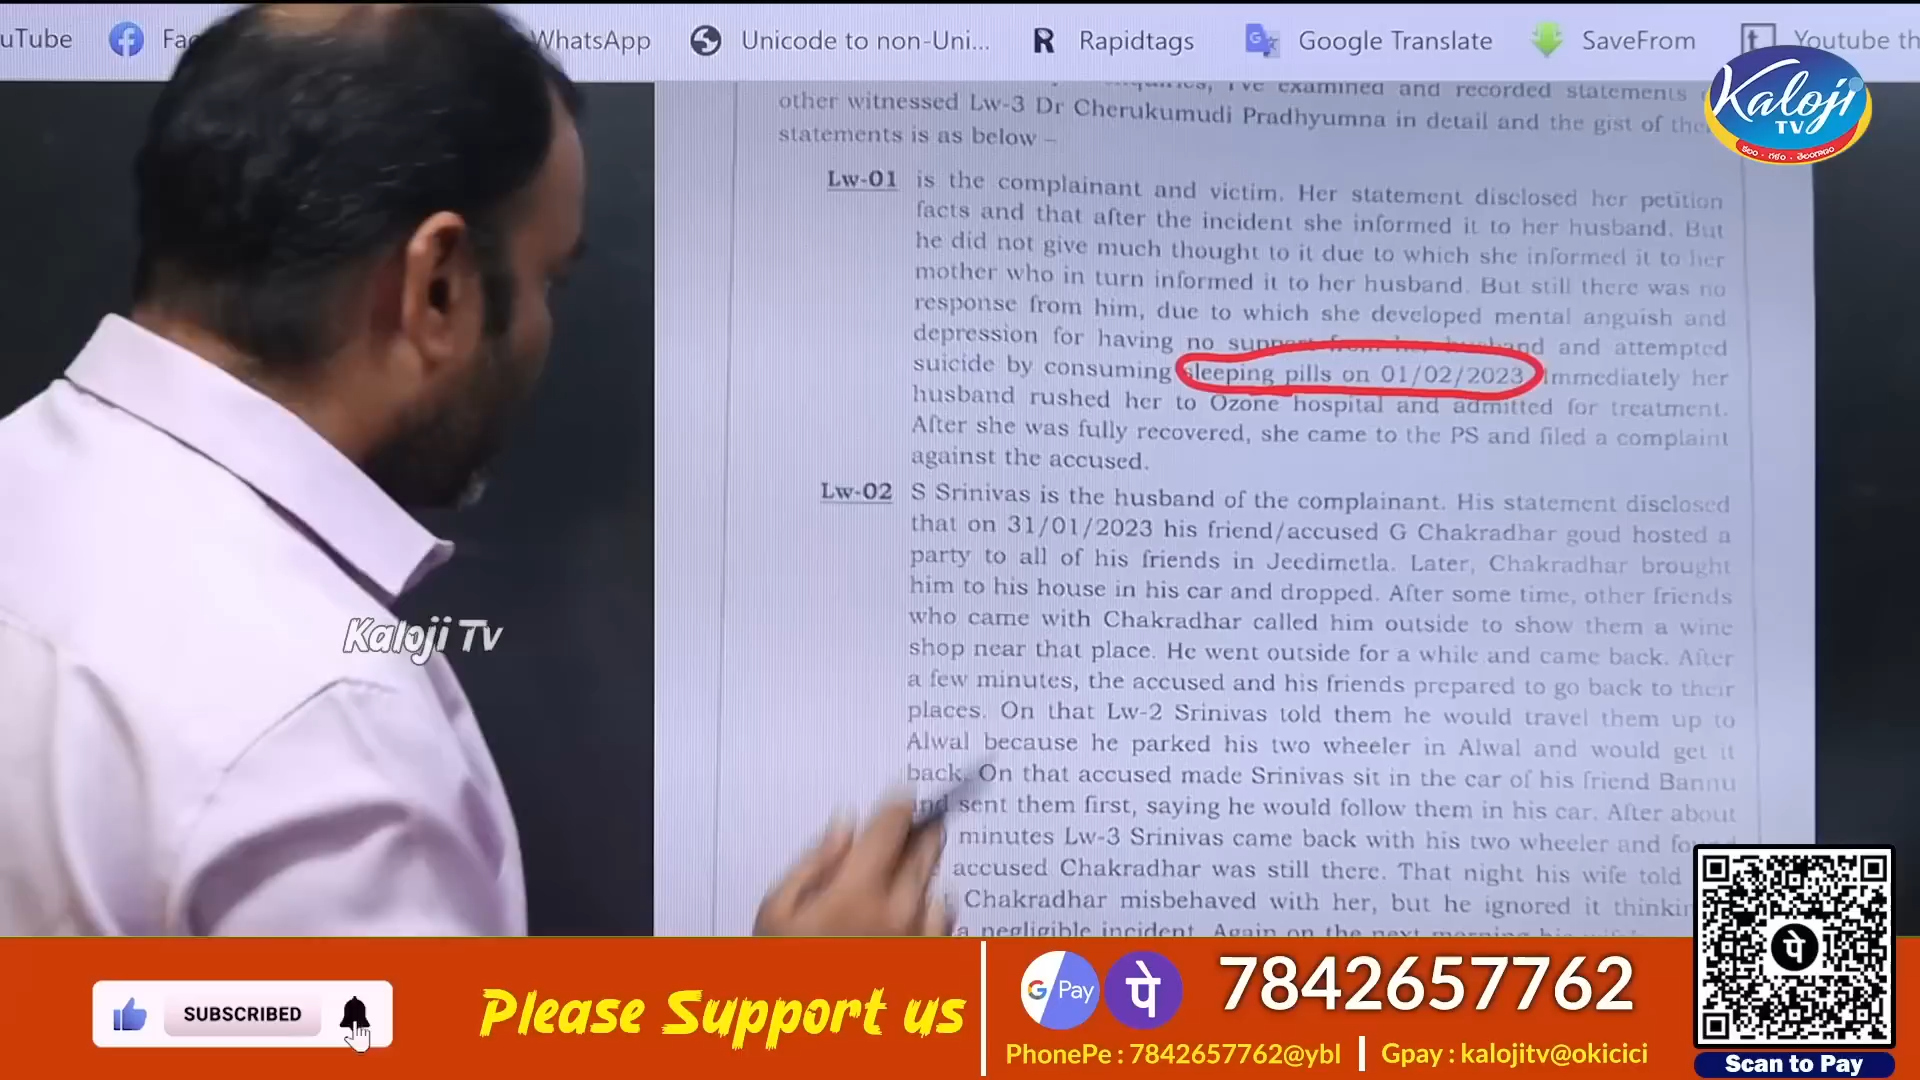 uTube
WhatsApp
Unicode to non-Uni...
Rapidtags
Google Translate
SaveFrom
Youtube th
Kaloji
TV
I've examined and recorded statements
other witnessed Lw-3 Dr Cherukumudi Pradhyumna in detail and the gist of the
statements is as below –
Lw-01 is the complainant and victim. Her statement disclosed her petition
facts and that after the incident she informed it to her husband. But
he did not give much thought to it due to which she informed it to her
mother who in turn informed it to her husband. But still there was no
response from him, due to which she developed mental anguish and
depression for having no and attempted
suicide by consuming sleeping pills on 01/02/2023 immediately her
husband rushed her to Ozone hospital and admitted for treatment.
After she was fully recovered, she came to the PS and filed a complaint
against the accused.
Lw-02 S Srinivas is the husband of the complainant. His statement disclosed
that on 31/01/2023 his friend/accused G Chakradhar goud hosted a
party to all of his friends in Jeedimetla. Later, Chakradhar brought
him to his house in his car and dropped. After some time, other friends
who came with Chakradhar called him outside to show them a wine
shop near that place. He went outside for a while and came back. After
a few minutes, the accused and his friends prepared to go back to their
places. On that Lw-2 Srinivas told them he would travel them up to
Alwal because he parked his two wheeler in Alwal and would get it
back. On that accused made Srinivas sit in the car of his friend Bannu
and sent them first, saying he would follow them in his car. After about
minutes Lw-3 Srinivas came back with his two wheeler and
accused Chakradhar was still there. That night his wife told
Chakradhar misbehaved with her, but he ignored it
a negligible incident. Again on the next morning
Kaloji Tv
SUBSCRIBED
Please Support us
G Pay
पे
7842657762
PhonePe : 7842657762@ybl | Gpay : kalojitv@okicici
पे
Scan to Pay